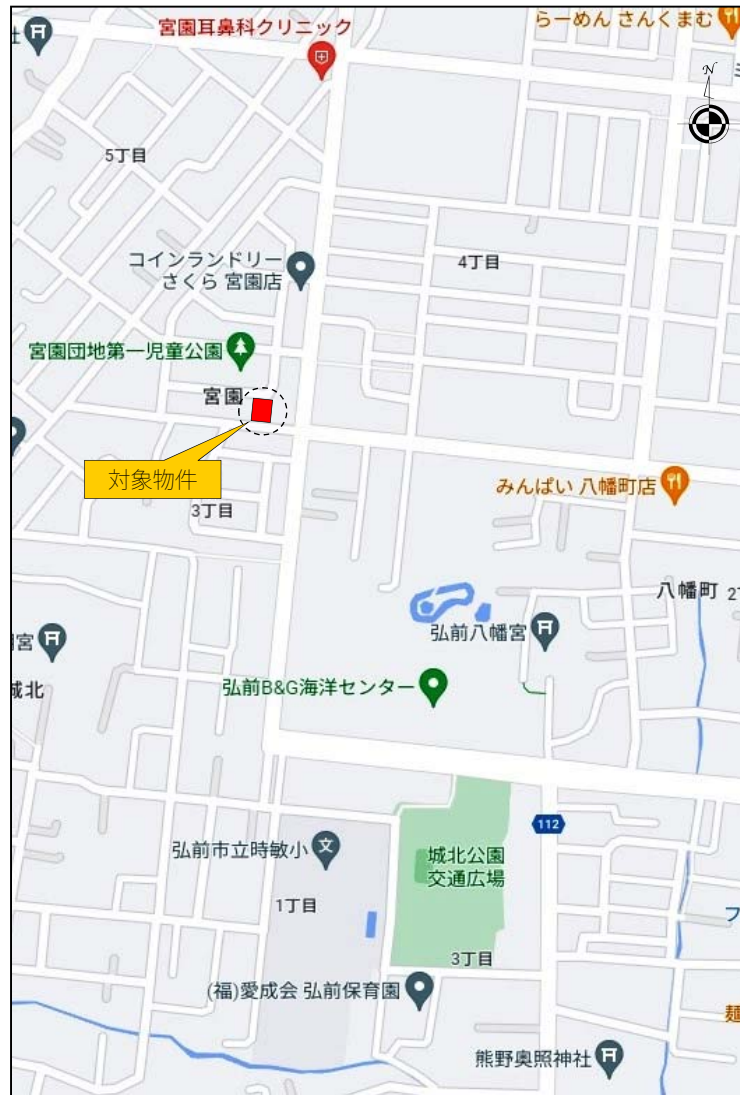 社
宮園耳鼻科クリニック
らーめん さんくまむ
N
5丁目
コインランドリー
さくら 宮園店
4丁目
宮園団地第一児童公園
宮園
対象物件
みんぱい 八幡町店
3丁目
八幡町
弘前八幡宮
宮
城北
弘前B&G海洋センター
112
弘前市立時敏小
城北公園
交通広場
1丁目
フ
3丁目
(福)愛成会 弘前保育園
麺
熊野奥照神社